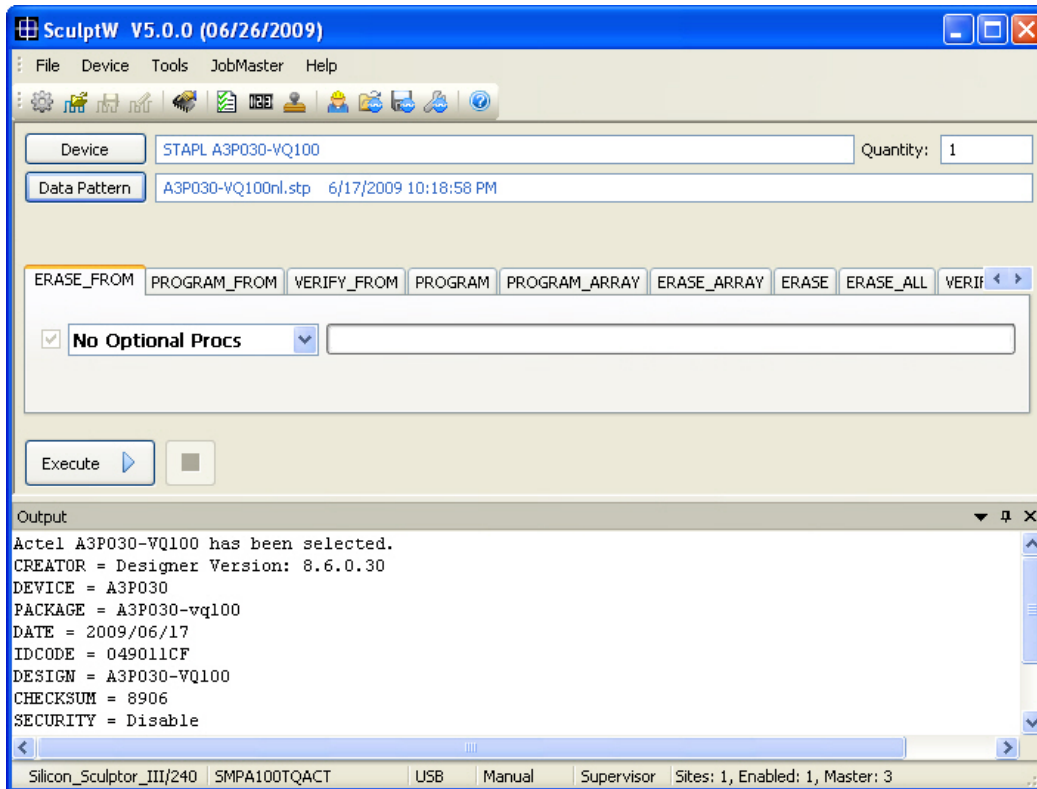 SculptW V5.0.0 (06/26/2009)
File Device Tools JobMaster Help
Device STAPL A3P030-VQ100 Quantity: 1
Data Pattern A3P030-VQ100nl.stp 6/17/2009 10:18:58 PM
ERASE_FROM PROGRAM_FROM VERIFY_FROM PROGRAM PROGRAM_ARRAY ERASE_ARRAY ERASE ERASE_ALL VERIF
No Optional Procs
Execute
Output
Actel A3P030-VQ100 has been selected.
CREATOR = Designer Version: 8.6.0.30
DEVICE = A3P030
PACKAGE = A3P030-vq100
DATE = 2009/06/17
IDCODE = 049011CF
DESIGN = A3P030-VQ100
CHECKSUM = 8906
SECURITY = Disable
Silicon_Sculptor_III/240 SMPA100TQACT USB Manual Supervisor Sites: 1, Enabled: 1, Master: 3